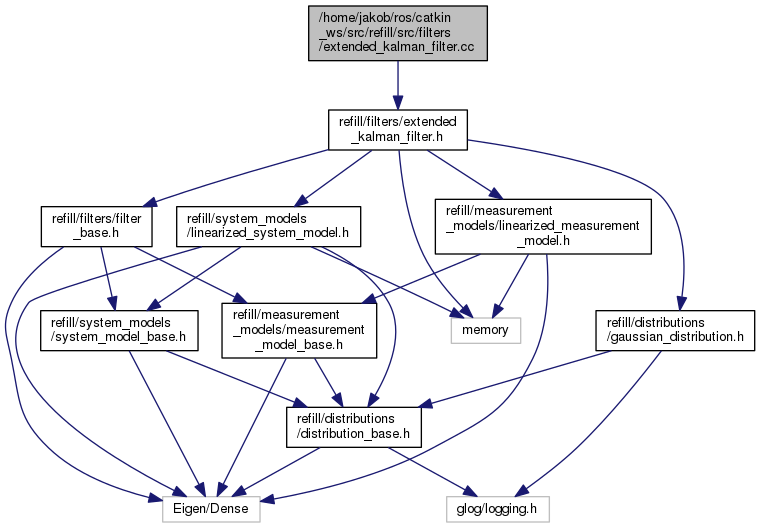 /home/jakob/ros/catkin
_ws/src/refill/src/filters
/extended_kalman_filter.cc
refill/filters/extended
_kalman_filter.h
refill/filters/filter
_base.h
refill/system_models
/linearized_system_model.h
refill/measurement
_models/linearized_measurement
_model.h
refill/system_models
/system_model_base.h
refill/measurement
_models/measurement
_model_base.h
memory
refill/distributions
/gaussian_distribution.h
refill/distributions
/distribution_base.h
Eigen/Dense
glog/logging.h